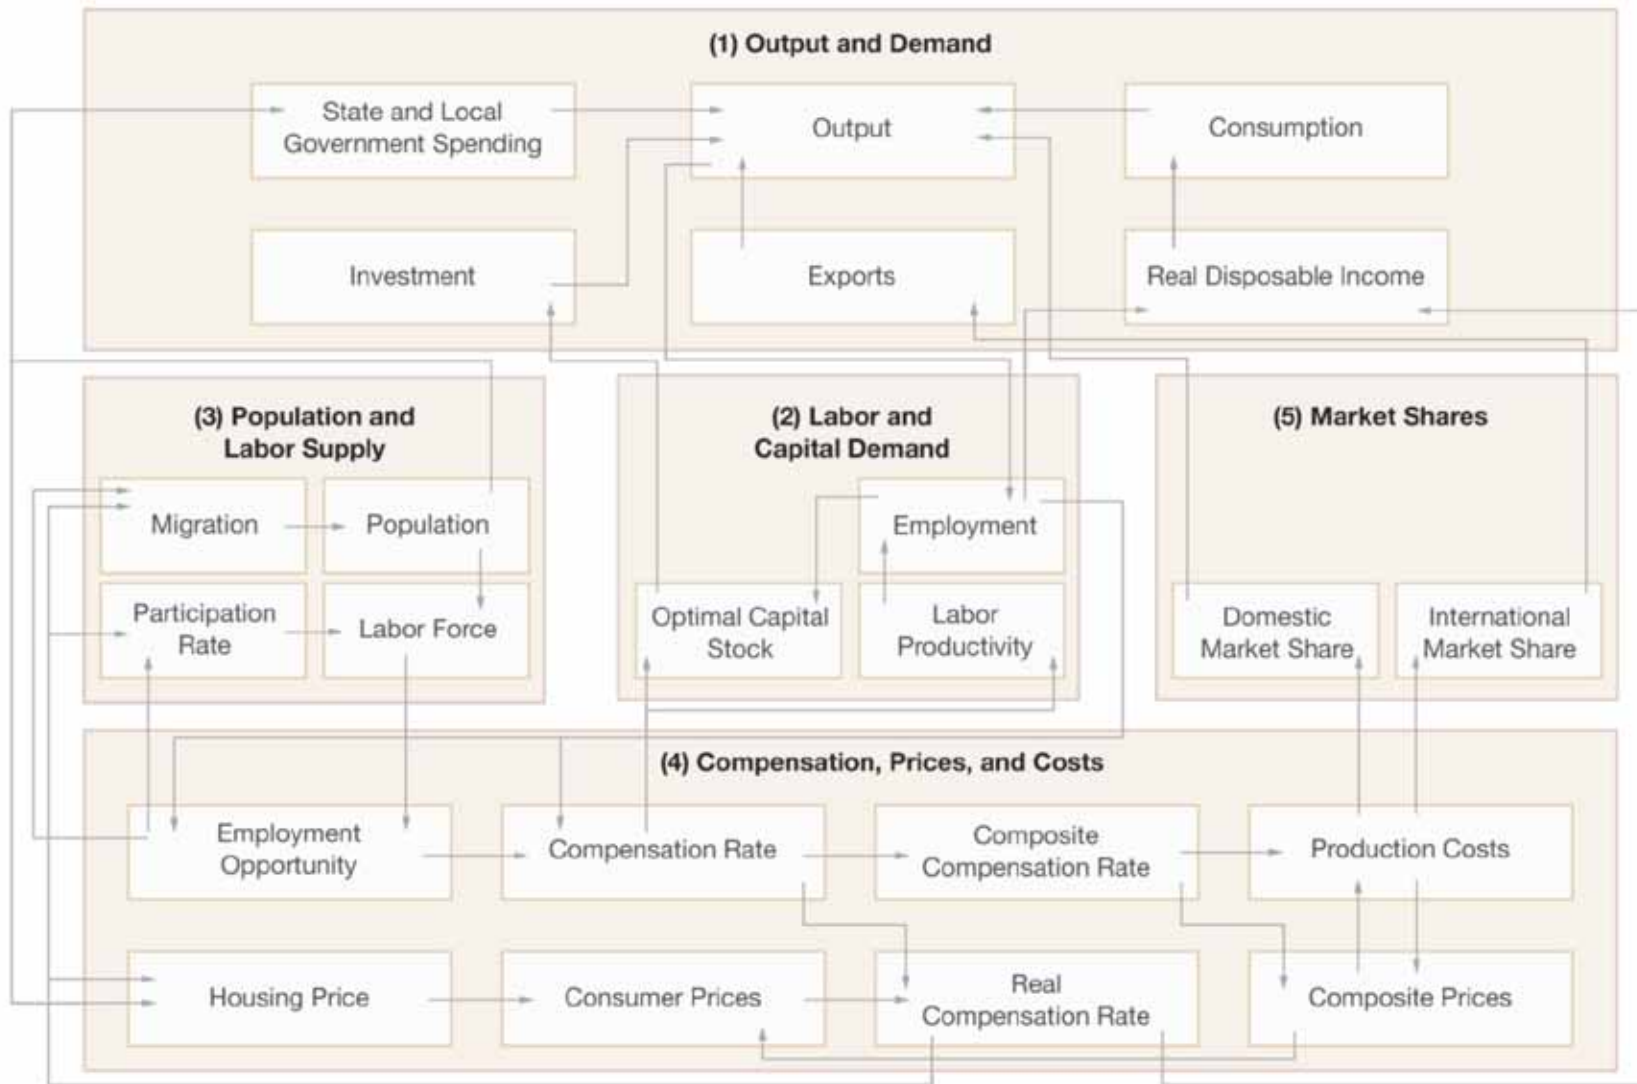 (1) Output and Demand
State and Local
Government Spending
Output
Consumption
Investment
Exports
Real Disposable Income
(3) Population and
Labor Supply
Migration
Population
Participation
Rate
Labor Force
(2) Labor and
Capital Demand
Employment
Optimal Capital
Stock
Labor
Productivity
(5) Market Shares
Domestic
Market Share
International
Market Share
(4) Compensation, Prices, and Costs
Employment
Opportunity
Compensation Rate
Composite
Compensation Rate
Production Costs
Housing Price
Consumer Prices
Real
Compensation Rate
Composite Prices